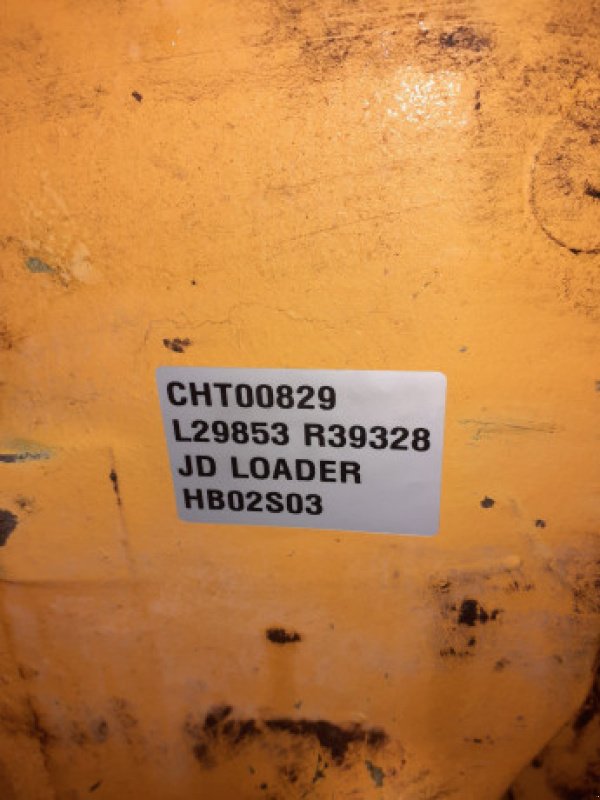 CHT00829
L29853 R39328
JD LOADER
HB02S03